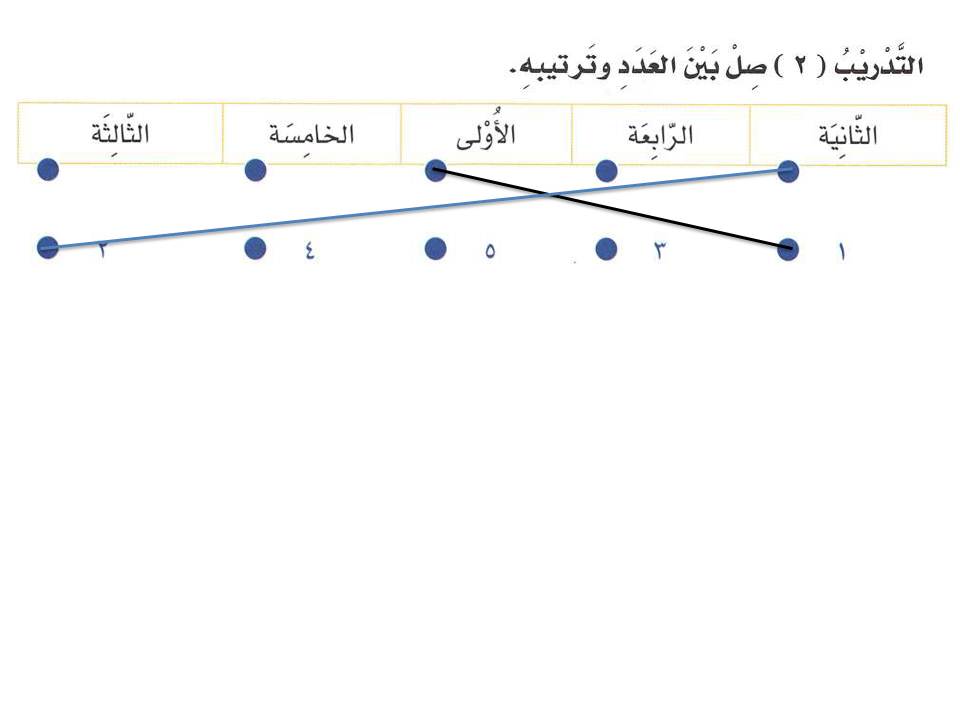 التَّدْريْبُ ( ٢ ) صِلْ بَيْنَ العَدَدِ وتَرتيبهِ.
الثّانِيَة الرّابِعَة الأُوْلى الخامِسَة الثّالِثَة
١ ٣ ٥ ٤ ٢